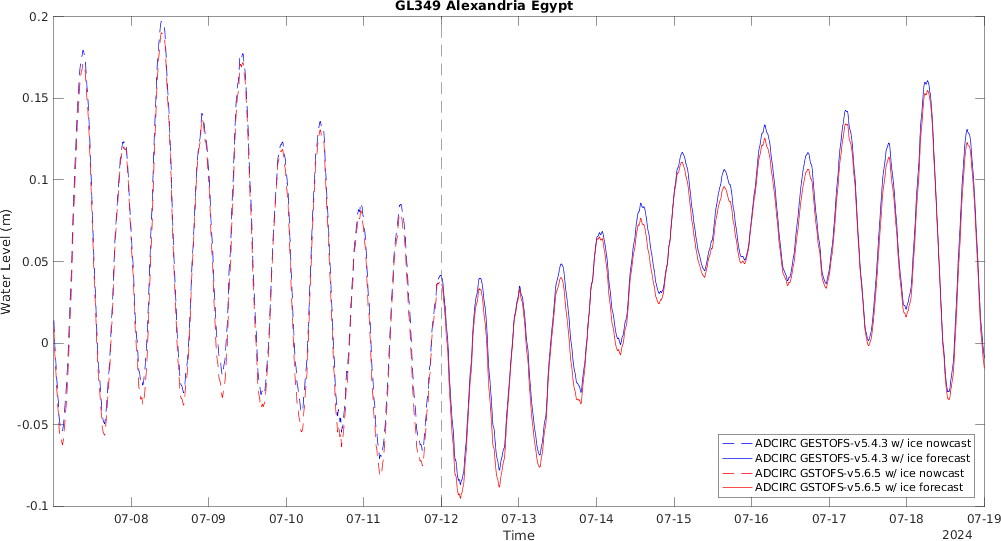 GL349 Alexandria Egypt
0.2
0.15
0.1
0.05
0
-0.05
-0.1
Water Level (m)
ADCIRC GESTOFS-v5.4.3 w/ ice nowcast
ADCIRC GESTOFS-v5.4.3 w/ ice forecast
ADCIRC GSTOFS-v5.6.5 w/ ice nowcast
ADCIRC GSTOFS-v5.6.5 w/ ice forecast
07-08 07-09 07-10 07-11 07-12 07-13 07-14 07-15 07-16 07-17 07-18 07-19
Time
2024